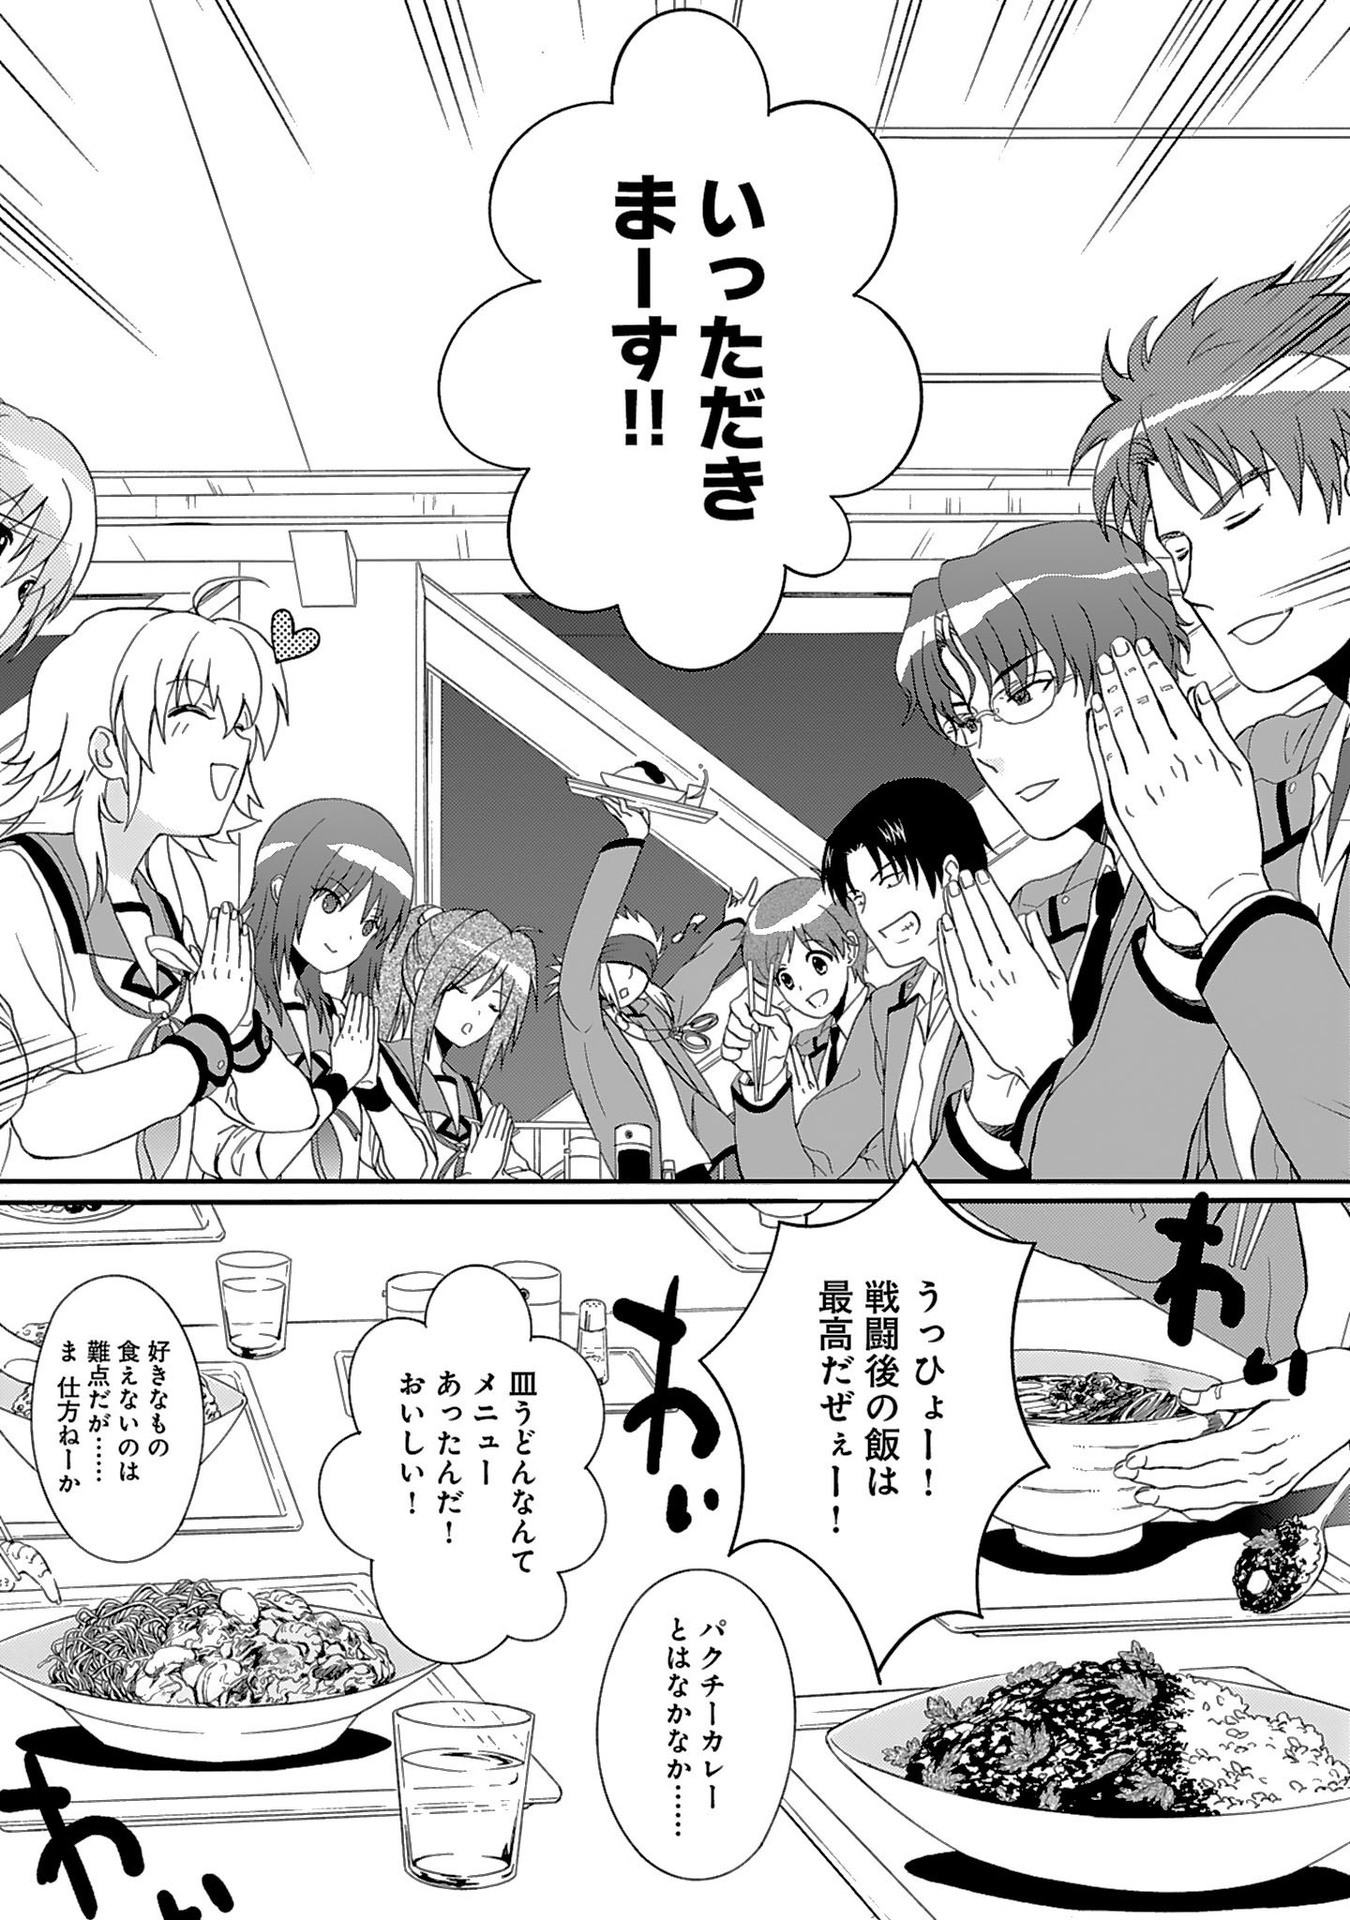 いっただき
まーす!!
うっひょー！
戦闘後の飯は
最高だぜぇー！
わ
い
パクチーカレー
とはなかなか……
わ
い
皿うどんなんて
メニュー
あったんだ！
おいしい！
好きなもの
食えないのは
難点だが……
ま 仕方ねーか
わ
い